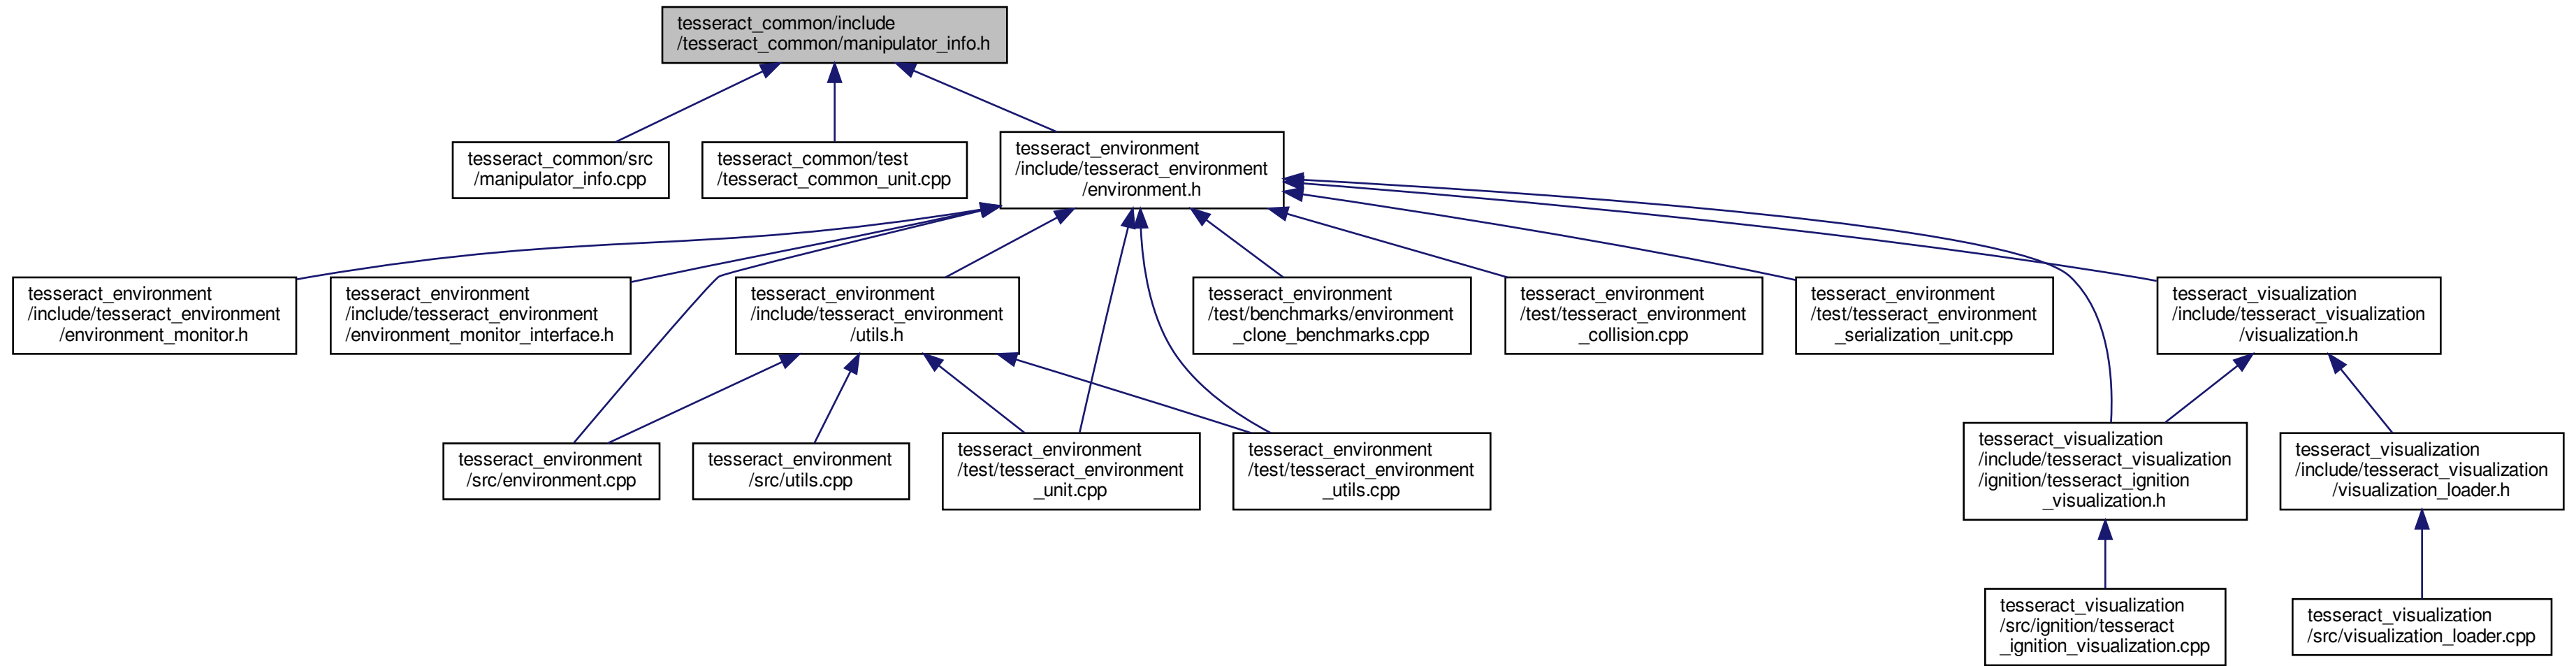 tesseract_common/include
/tesseract_common/manipulator_info.h
tesseract_common/src
/manipulator_info.cpp
tesseract_common/test
/tesseract_common_unit.cpp
tesseract_environment
/include/tesseract_environment
/environment.h
tesseract_environment
/include/tesseract_environment
/environment_monitor.h
tesseract_environment
/include/tesseract_environment
/environment_monitor_interface.h
tesseract_environment
/include/tesseract_environment
/utils.h
tesseract_environment
/test/benchmarks/environment
_clone_benchmarks.cpp
tesseract_environment
/test/tesseract_environment
_collision.cpp
tesseract_environment
/test/tesseract_environment
_serialization_unit.cpp
tesseract_visualization
/include/tesseract_visualization
/visualization.h
tesseract_environment
/src/environment.cpp
tesseract_environment
/src/utils.cpp
tesseract_environment
/test/tesseract_environment
_unit.cpp
tesseract_environment
/test/tesseract_environment
_utils.cpp
tesseract_visualization
/include/tesseract_visualization
/ignition/tesseract_ignition
_visualization.h
tesseract_visualization
/include/tesseract_visualization
/visualization_loader.h
tesseract_visualization
/src/ignition/tesseract
_ignition_visualization.cpp
tesseract_visualization
/src/visualization_loader.cpp